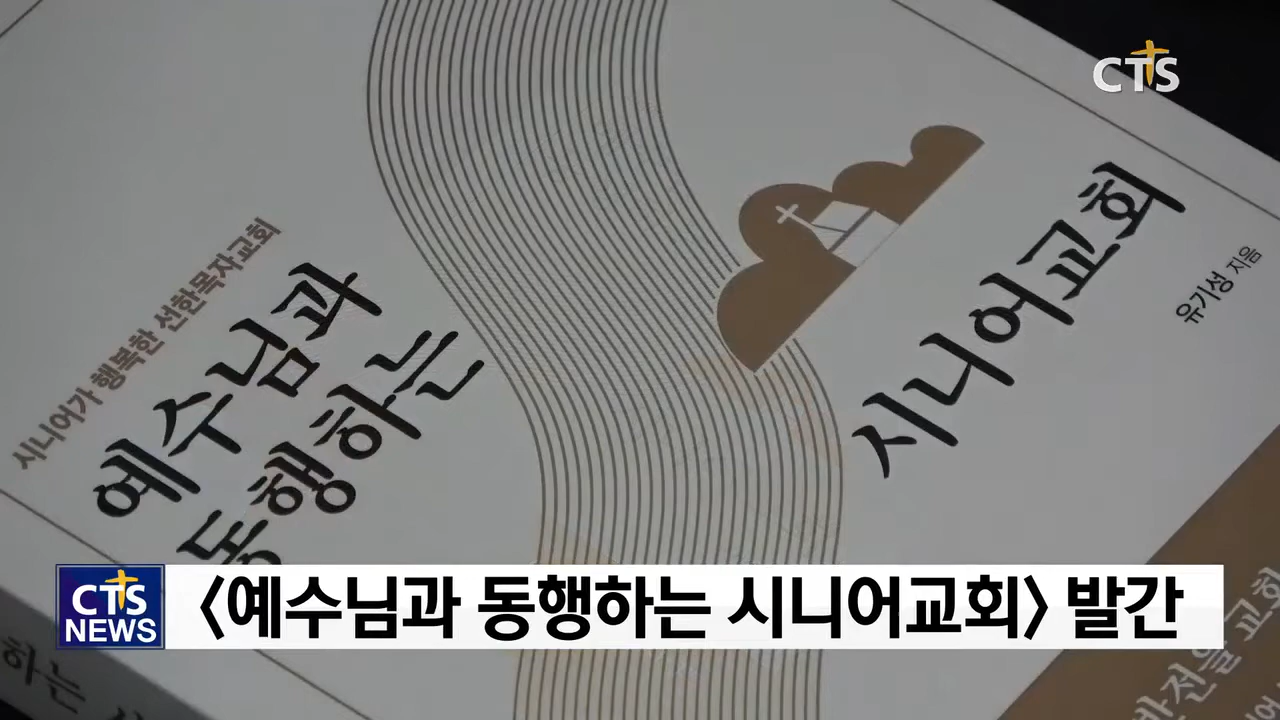 CTS
시니어가 행복한 선한목자교회
예수님과
동행하는
시니어교회
유기성 지음
CTS
NEWS
〈예수님과 동행하는 시니어교회〉 발간
하는